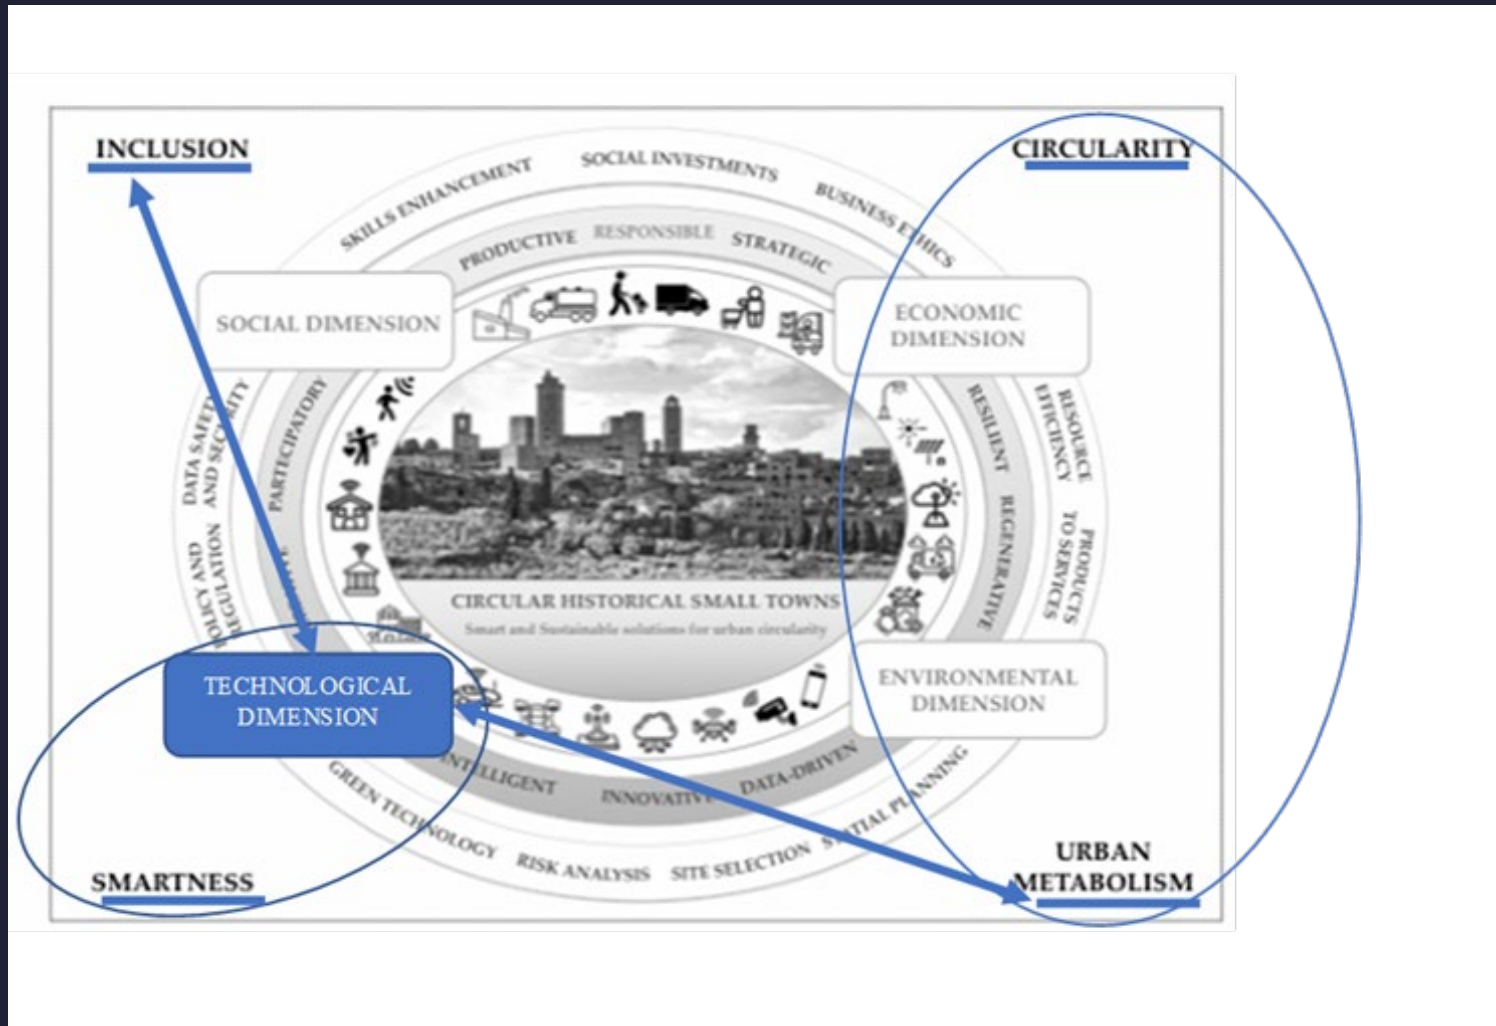 INCLUSION
CIRCULARITY
SKILLS ENHANCEMENT
SOCIAL INVESTMENTS
BUSINESS ETHICS
PRODUCTIVE
RESPONSIBLE
STRATEGIC
SOCIAL DIMENSION
ECONOMIC
DIMENSION
DATA SAFETY
AND SECURITY
PARTECIPATORY
RESILIENT
RESOURCE
EFFICIENCY
POLICY AND
REGULATION
REGENERATIVE
PRODUCTS
TO SERVICES
CIRCULAR HISTORICAL SMALL TOWNS
Smart and Sustainable solutions for urban circularity
TECHNOLOGICAL
DIMENSION
ENVIRONMENTAL
DIMENSION
INTELLIGENT
INNOVATIVE
DATA-DRIVEN
GREEN TECHNOLOGY
RISK ANALYSIS
SITE SELECTION
SPATIAL PLANNING
SMARTNESS
URBAN
METABOLISM